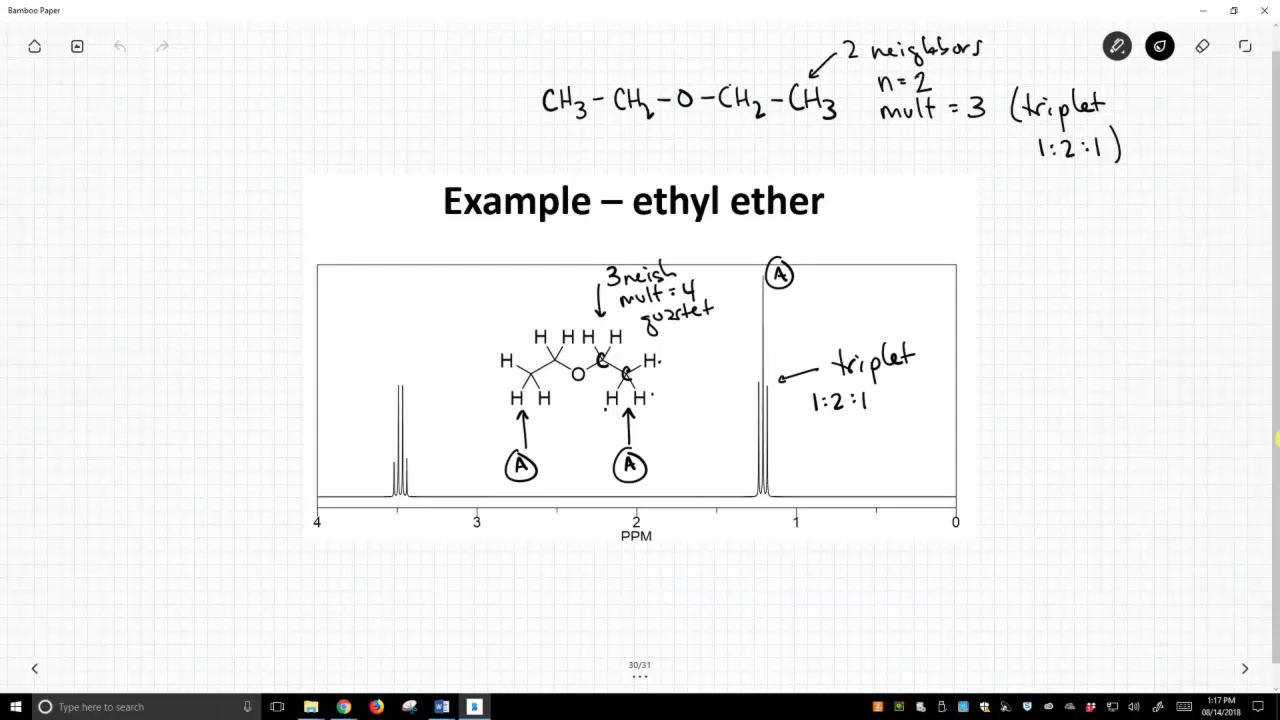 Bamboo Paper
2 neighbors
CH3-CH2-O-CH2-CH3
n=2
mult = 3 (triplet
1:2:1)
Example – ethyl ether
A
3 neigh
mult = 4
quartet
H H H H
H C H
O C
H H H H
triplet
1:2:1
A A
4 3 2 1 0
PPM
30/31
Type here to search
1:17 PM
08/14/2018